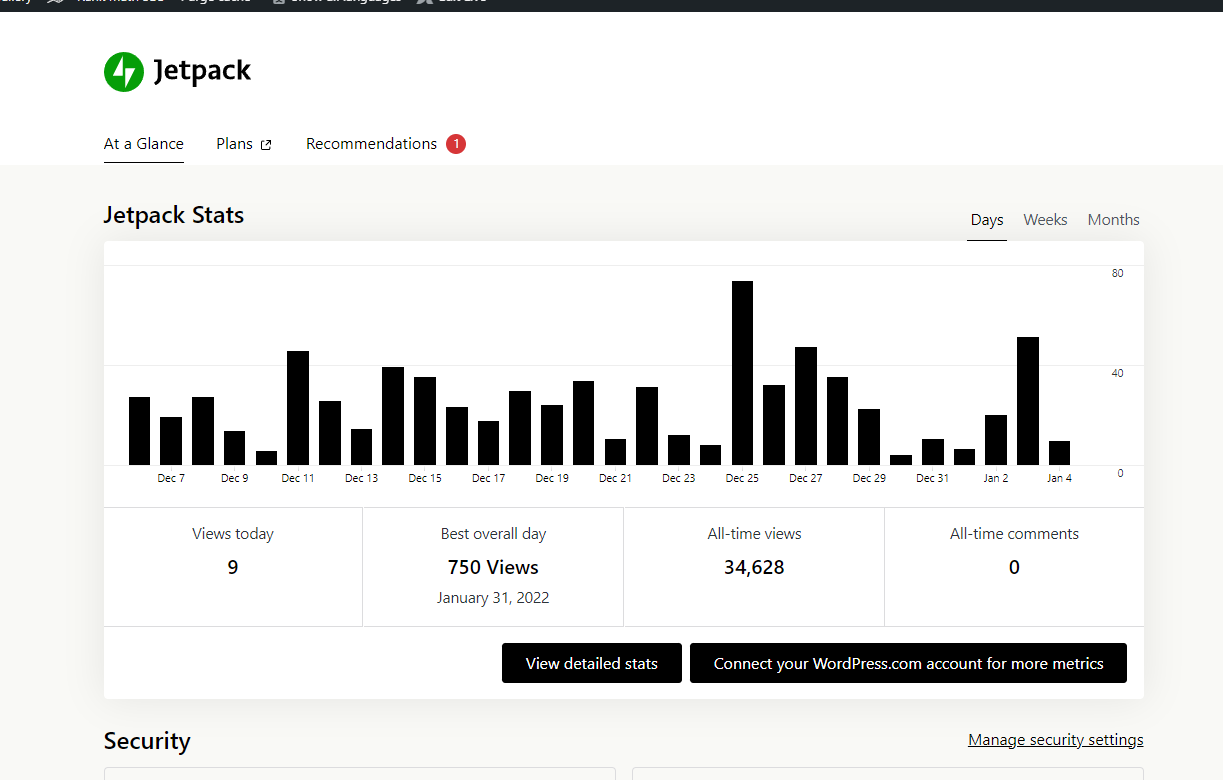 Jetpack
At a Glance Plans Recommendations 1
Jetpack Stats
Days Weeks Months
80
40
0
Dec 7 Dec 9 Dec 11 Dec 13 Dec 15 Dec 17 Dec 19 Dec 21 Dec 23 Dec 25 Dec 27 Dec 29 Dec 31 Jan 2 Jan 4
Views today
9
Best overall day
750 Views
January 31, 2022
All-time views
34,628
All-time comments
0
View detailed stats
Connect your WordPress.com account for more metrics
Security
Manage security settings